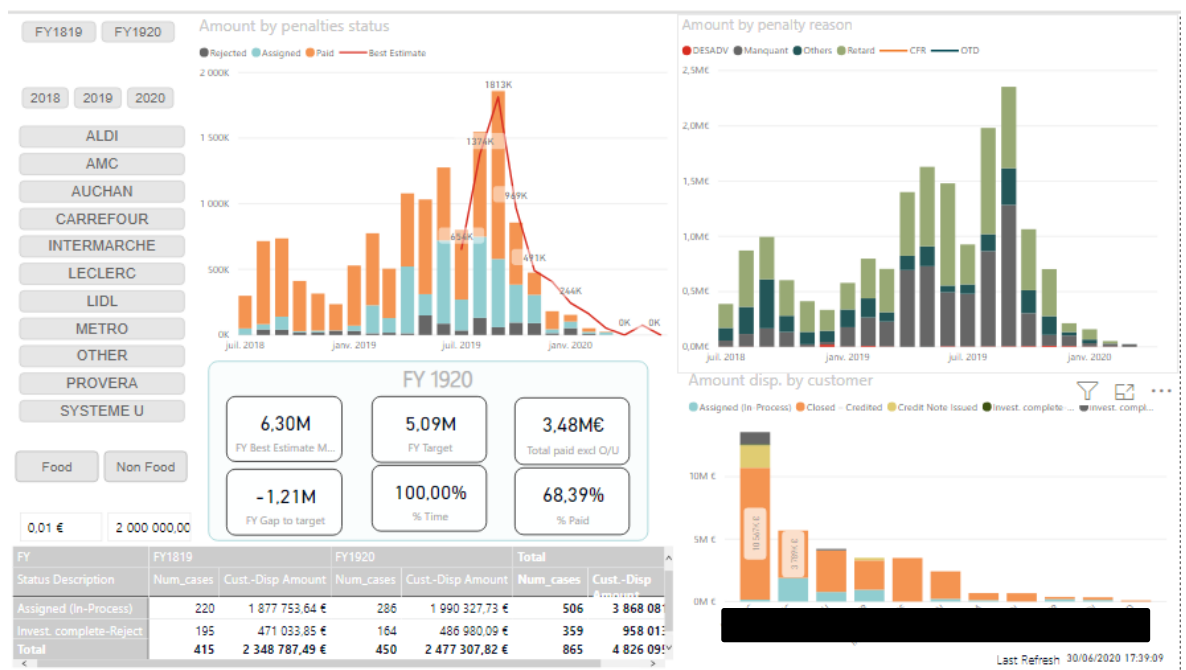 FY1819 FY1920
2018 2019 2020
ALDI
AMC
AUCHAN
CARREFOUR
INTERMARCHE
LECLERC
LIDL
METRO
OTHER
PROVERA
SYSTEME U
Food Non Food
0,01 € 2 000 000,00
Amount by penalties status
Rejected Assigned Paid Best Estimate
2 000K
1 500K
1 000K
500K
0K
1813K
1374K
969K
654K
491K
244K
0K 0K
juil. 2018 janv. 2019 juil. 2019 janv. 2020
Amount by penalty reason
DESADV Manquant Others Retard CFR OTD
2,5M€
2,0M€
1,5M€
1,0M€
0,5M€
0,0M€
juil. 2018 janv. 2019 juil. 2019 janv. 2020
FY 1920
6,30M 5,09M 3,48M€
FY Best Estimate M... FY Target Total paid excl O/U
-1,21M 100,00% 68,39%
FY Gap to target % Time % Paid
Amount disp. by customer
Assigned (In-Process) Closed - Credited Credit Note Issued Invest. complete-... Invest. compl...
10M €
5M €
0M €
FY FY1819 FY1920 Total
Status Description Num_cases Cust.-Disp Amount Num_cases Cust.-Disp Amount Num_cases Cust.-Disp
Amount
Assigned (In-Process) 220 1 877 753,64 € 286 1 990 327,73 € 506 3 868 081
Invest. complete-Reject 195 471 033,85 € 164 486 980,09 € 359 958 013
Total 415 2 348 787,49 € 450 2 477 307,82 € 865 4 826 095
Last Refresh 30/06/2020 17:39:09